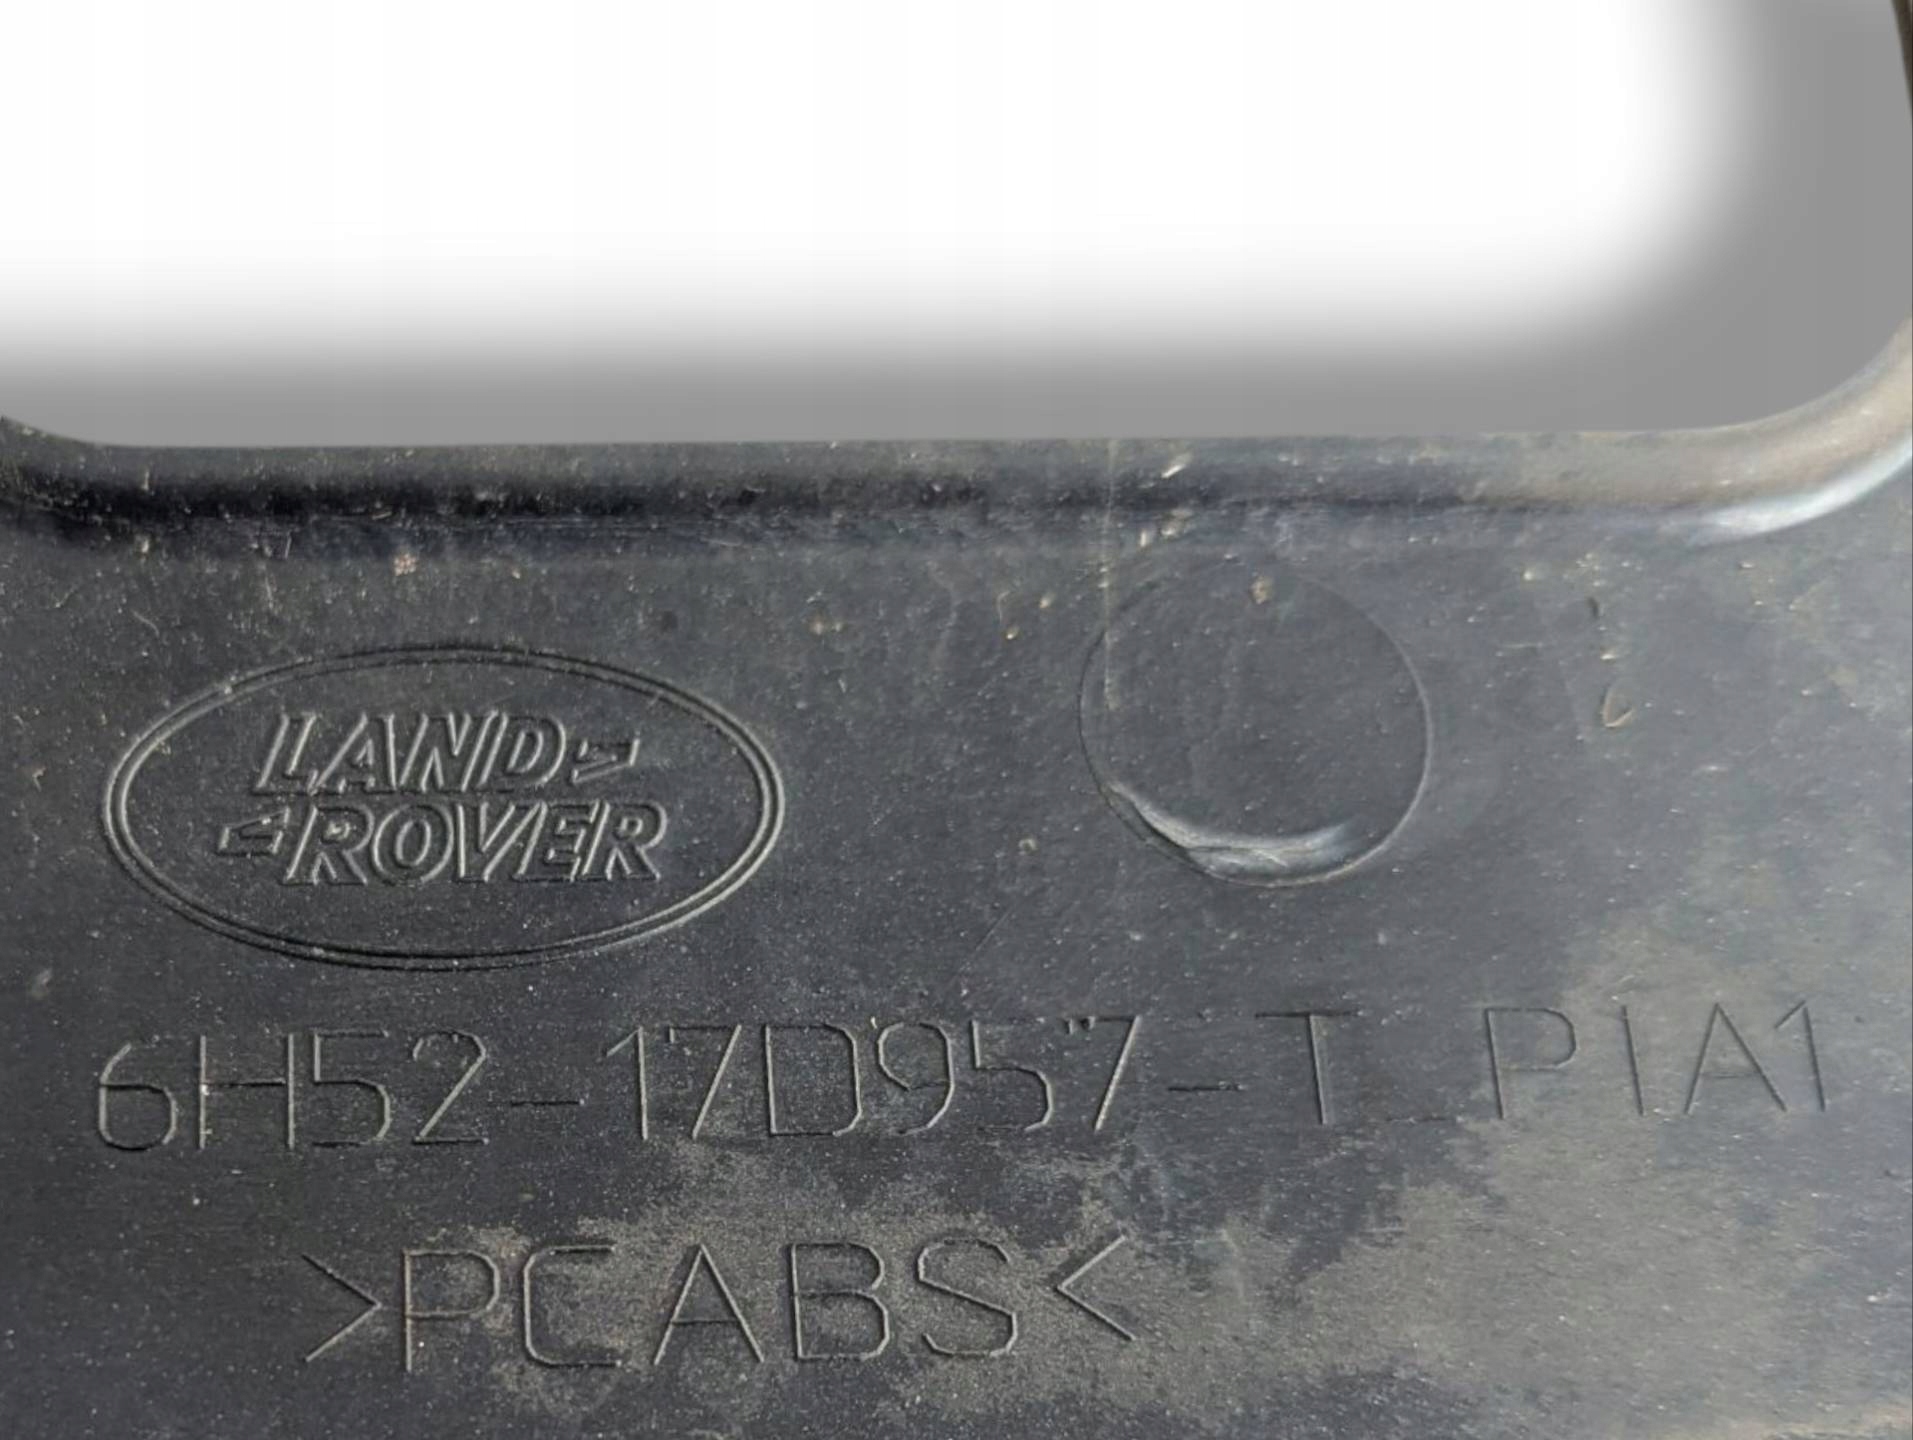 LAND
ROVER
6H52-17D957-T P1A1
>PCABS<